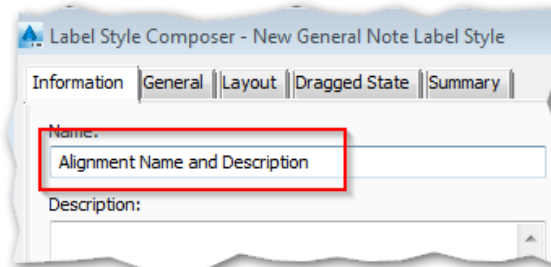 Label Style Composer - New General Note Label Style
Information General Layout Dragged State Summary
Name:
Alignment Name and Description
Description: